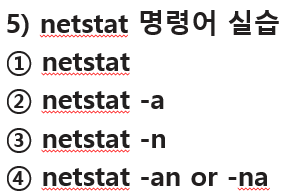 5) netstat 명령어 실습
① netstat
② netstat -a
③ netstat -n
④ netstat -an or -na